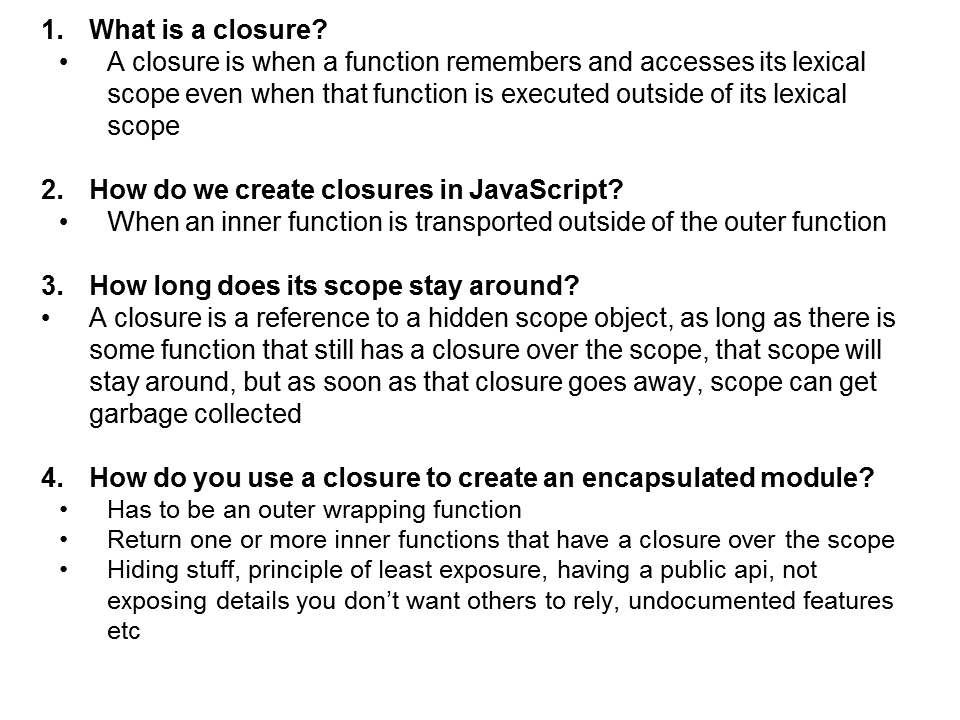 1. What is a closure?
• A closure is when a function remembers and accesses its lexical
scope even when that function is executed outside of its lexical
scope
2. How do we create closures in JavaScript?
• When an inner function is transported outside of the outer function
3. How long does its scope stay around?
• A closure is a reference to a hidden scope object, as long as there is
some function that still has a closure over the scope, that scope will
stay around, but as soon as that closure goes away, scope can get
garbage collected
4. How do you use a closure to create an encapsulated module?
• Has to be an outer wrapping function
• Return one or more inner functions that have a closure over the scope
• Hiding stuff, principle of least exposure, having a public api, not
exposing details you don’t want others to rely, undocumented features
etc